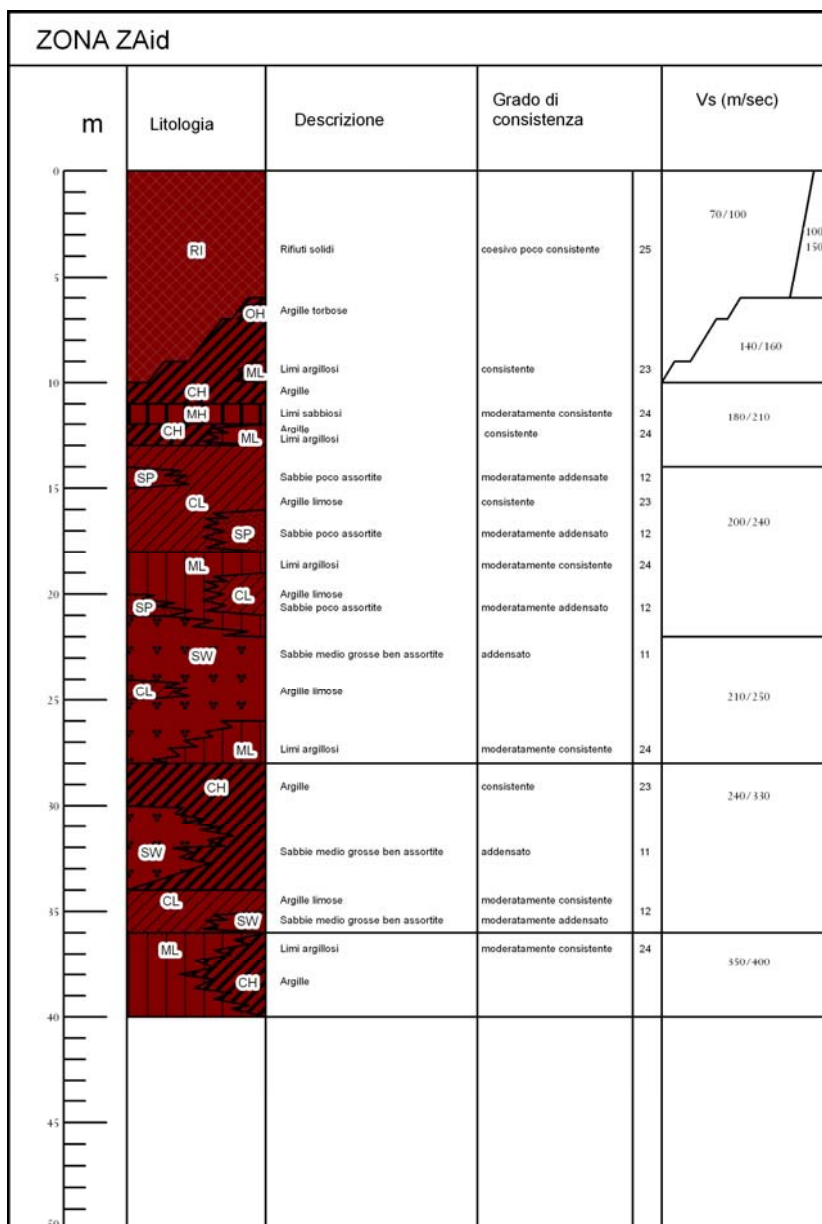 ZONA ZAid
m
Litologia
Descrizione
Grado di
consistenza
Vs (m/sec)
0
70/100
100
150
RI
Rifiuti solidi
coesivo poco consistente
25
5
OH
Argille torbose
140/160
ML
Limi argillosi
consistente
23
10
CH
Argille
MH
Limi sabbiosi
moderatamente consistente
24
180/210
CH
Argille
ML
Limi argillosi
consistente
24
SP
Sabbie poco assortite
moderatamente addensate
12
15
CL
Argille limose
consistente
23
200/240
SP
Sabbie poco assortite
moderatamente addensato
12
ML
Limi argillosi
moderatamente consistente
24
20
CL
Argille limose
SP
Sabbie poco assortite
moderatamente addensato
12
SW
Sabbie medio grosse ben assortite
addensato
11
CL
Argille limose
25
210/250
ML
Limi argillosi
moderatamente consistente
24
CH
Argille
consistente
23
30
240/330
SW
Sabbie medio grosse ben assortite
addensato
11
CL
Argille limose
moderatamente consistente
35
12
SW
Sabbie medio grosse ben assortite
moderatamente addensato
ML
Limi argillosi
moderatamente consistente
24
350/400
CH
Argille
40
45
50